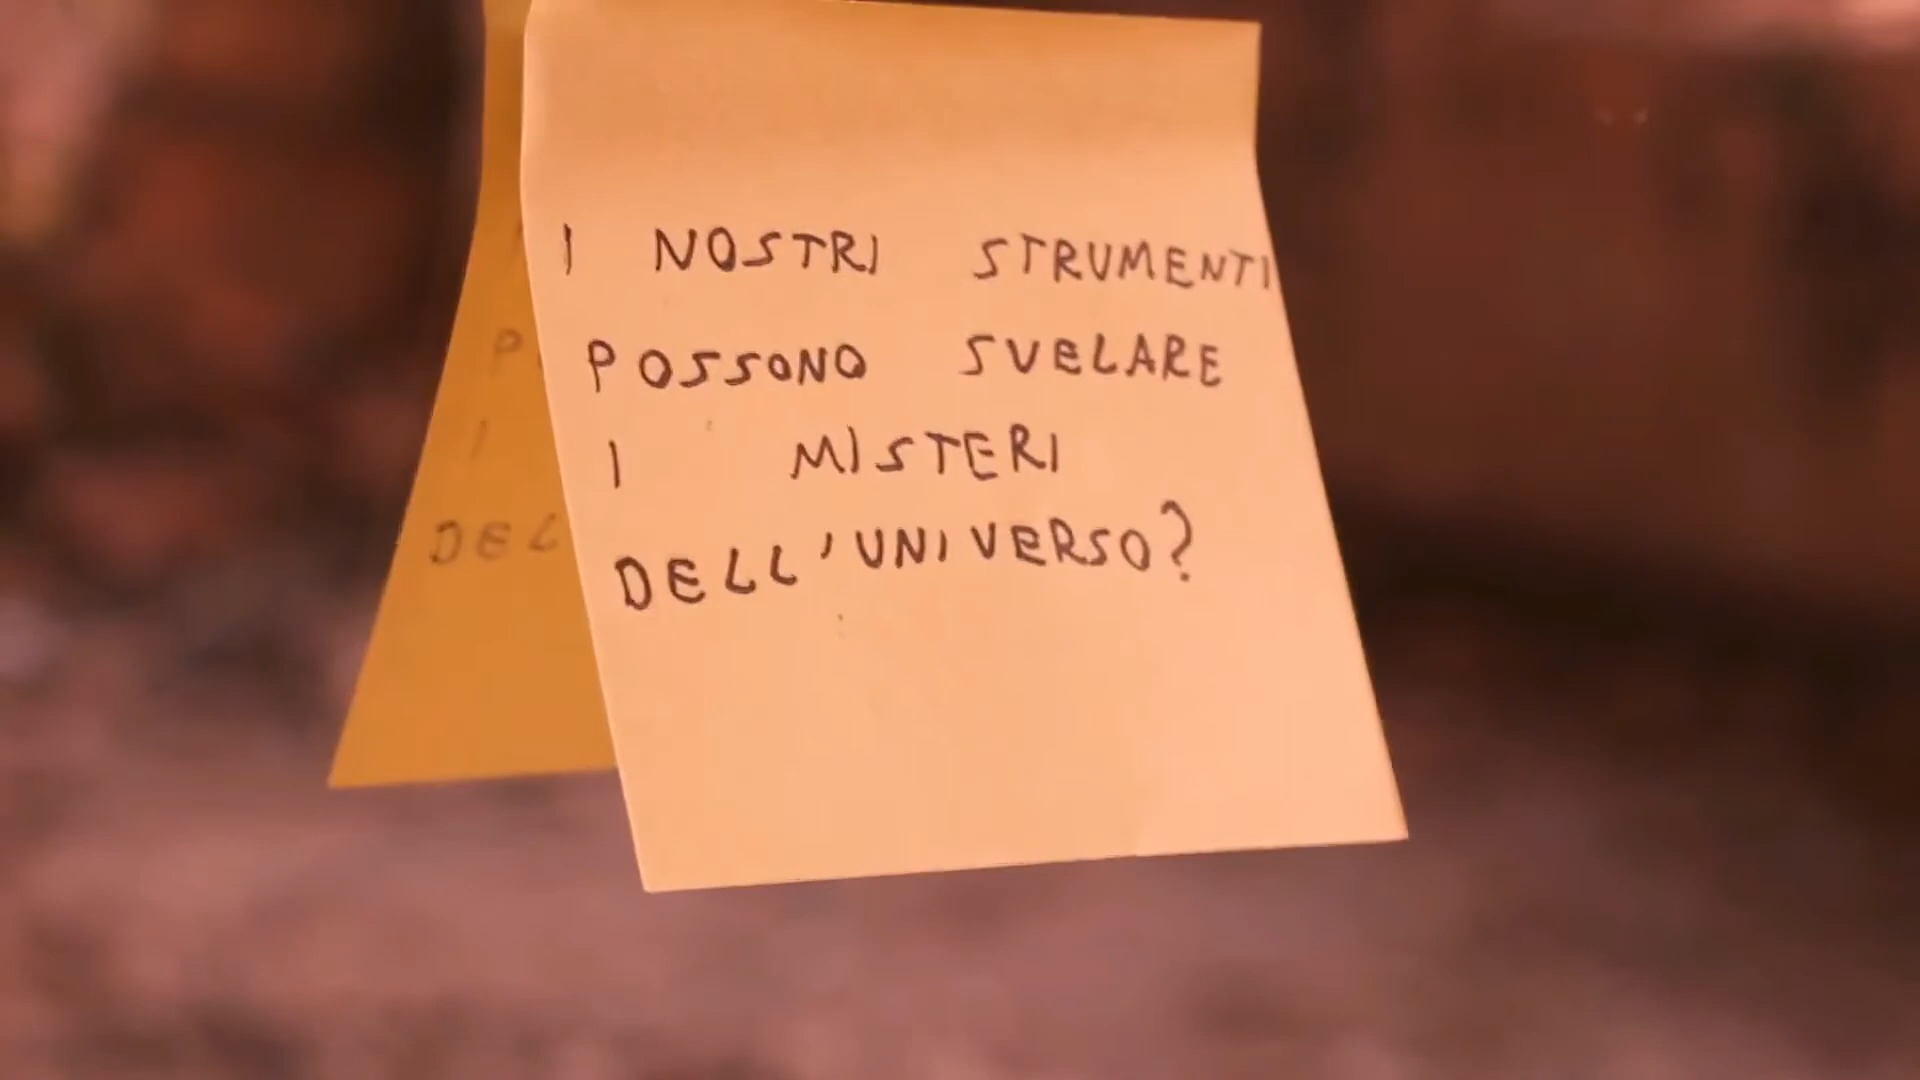 I NOSTRI STRUMENTI
POSSONO SVELARE
I MISTERI
DELL'UNIVERSO?